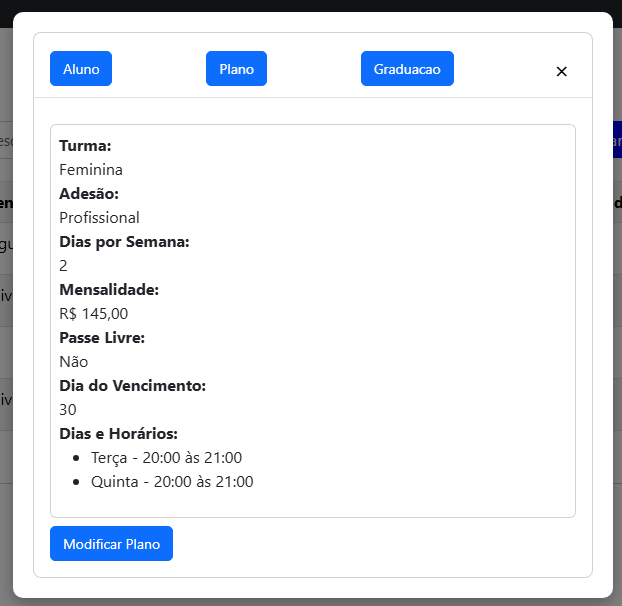 Aluno
Plano
Graduacao
×
Turma:
Feminina
Adesão:
Profissional
Dias por Semana:
2
Mensalidade:
R$ 145,00
Passe Livre:
Não
Dia do Vencimento:
30
Dias e Horários:
Terça - 20:00 às 21:00
Quinta - 20:00 às 21:00
Modificar Plano